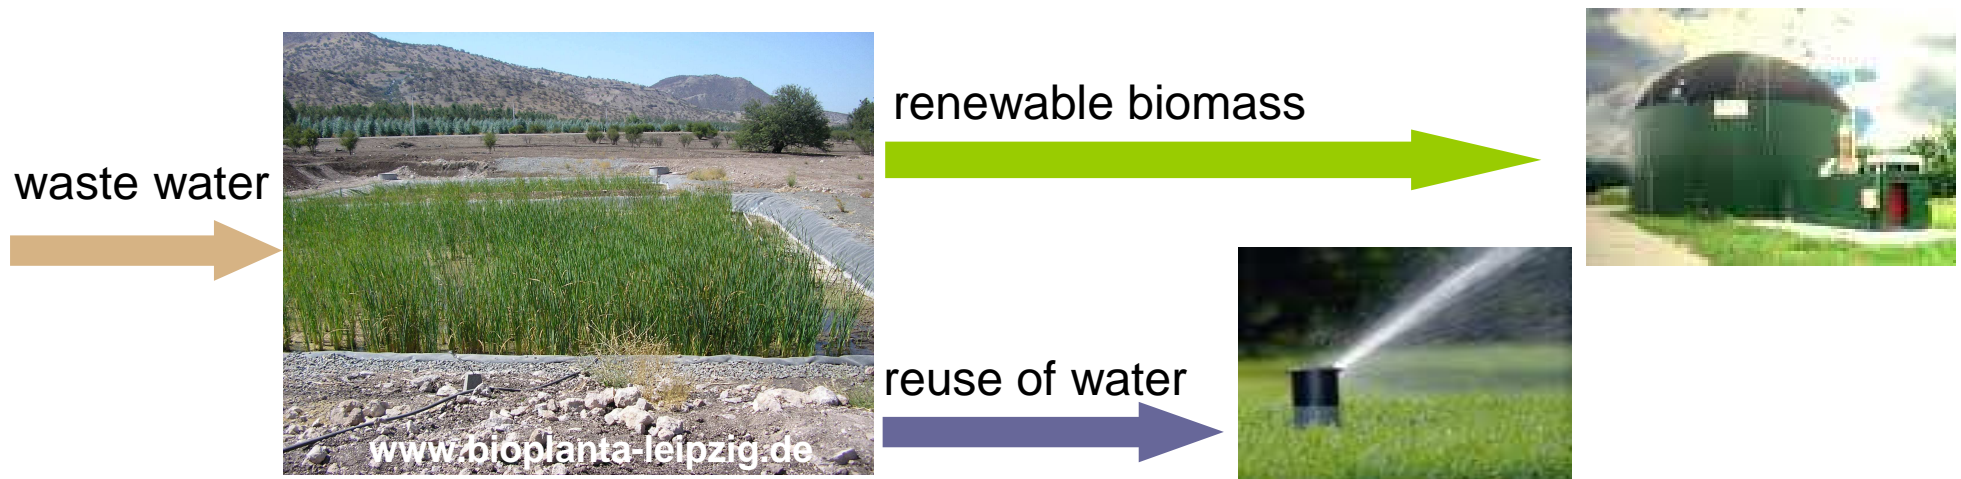 waste water
renewable biomass
reuse of water
www.bioplanta-leipzig.de